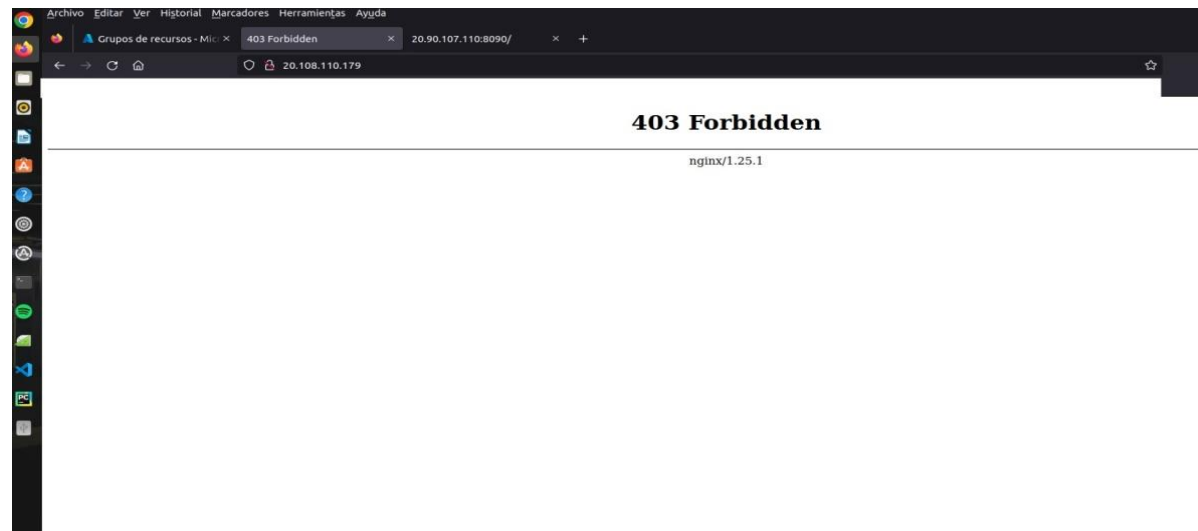 Archivo Editar Ver Historial Marcadores Herramientas Ayuda
Grupos de recursos - Mic × 403 Forbidden × 20.90.107.110:8090/ × +
20.108.110.179
403 Forbidden
nginx/1.25.1
PC